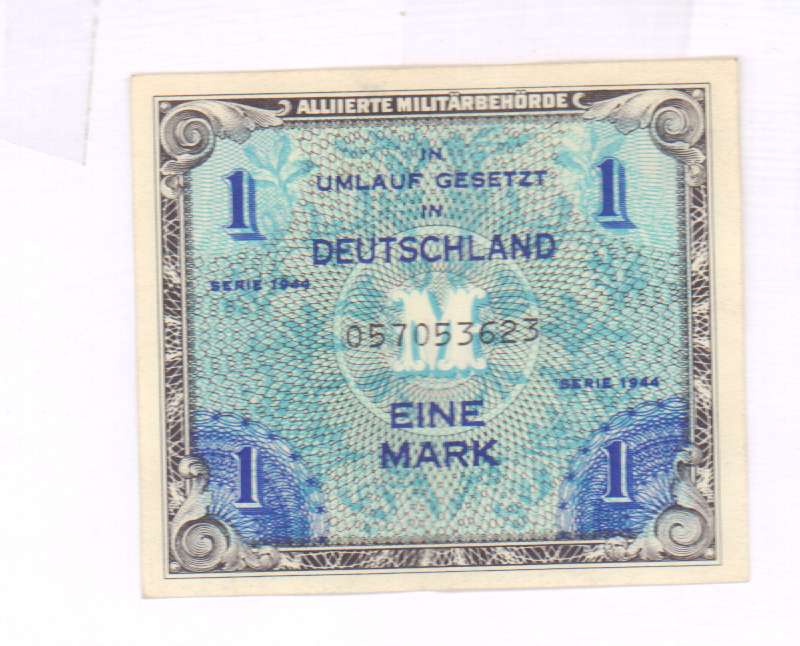 ALLIIERTE MILITÄRBEHÖRDE
IN
UMLAUF GESETZT
IN
DEUTSCHLAND
1
1
SERIE 1944
M
057053623
SERIE 1944
EINE
MARK
1
1